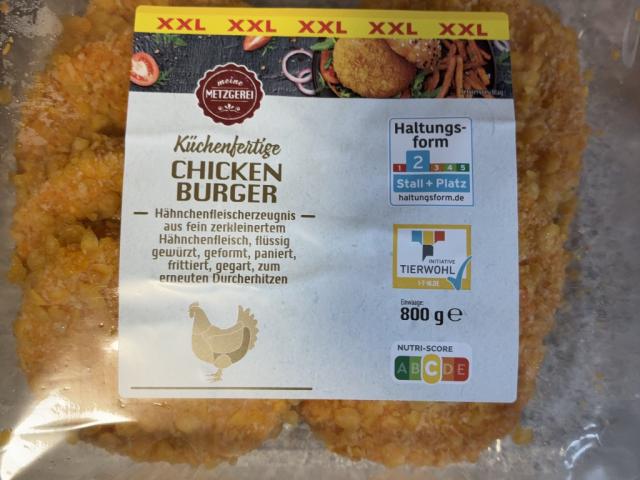 XXL XXL XXL XXL XXL
meine
METZGEREI
Küchenfertige
CHICKEN
BURGER
Hähnchenfleischerzeugnis
aus fein zerkleinertem
Hähnchenfleisch, flüssig
gewürzt, geformt, paniert,
frittiert, gegart, zum
erneuten Durcherhitzen
Haltungs-
form
1 2 3 4 5
Stall + Platz
haltungsform.de
INITIATIVE
TIERWOHL
Einwaage:
800 g e
NUTRI-SCORE
A B C D E